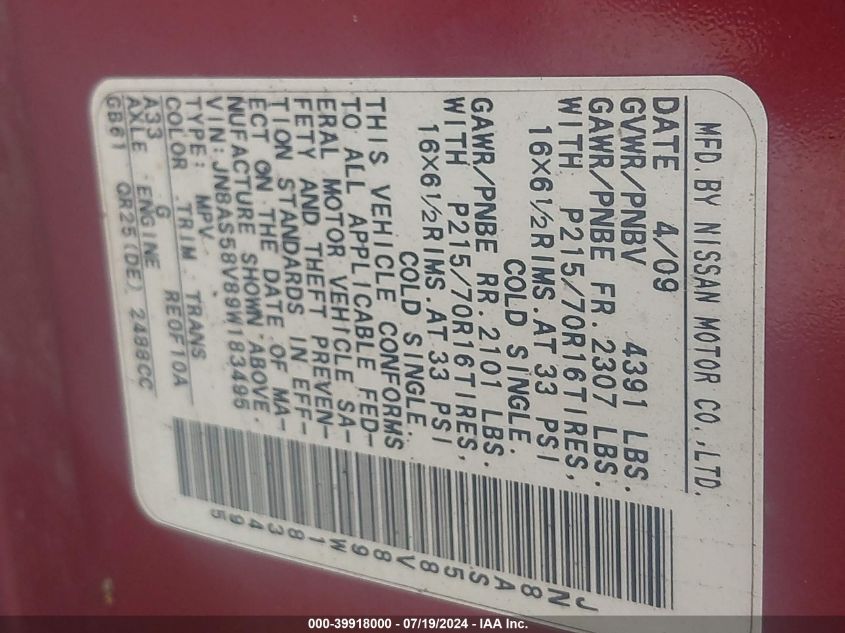 MFD.BY NISSAN MOTOR CO.,LTD.
DATE 4/09
GVWR/PNBV 4391 LBS.
GAWR/PNBE FR.2307 LBS.
WITH P215/70R16TIRES,
16X6½RIMS.AT 33 PSI
COLD SINGLE.
GAWR/PNBE RR.2101 LBS.
WITH P215/70R16TIRES,
16X6½RIMS.AT 33 PSI
COLD SINGLE.
THIS VEHICLE CONFORMS
TO ALL APPLICABLE FED-
ERAL MOTOR VEHICLE SA-
FETY AND THEFT PREVEN-
TION STANDARDS IN EFF-
ECT ON THE DATE OF MA-
NUFACTURE SHOWN ABOVE.
VIN:JN8AS58V89W183495
TYPE: MPV
COLOR TRIM TRANS
A33 G RE0F10A
AXLE ENGINE
GB61 QR25(DE) 2488CC
JN8AS58V89W183495
000-39918000 - 07/19/2024 - IAA Inc.